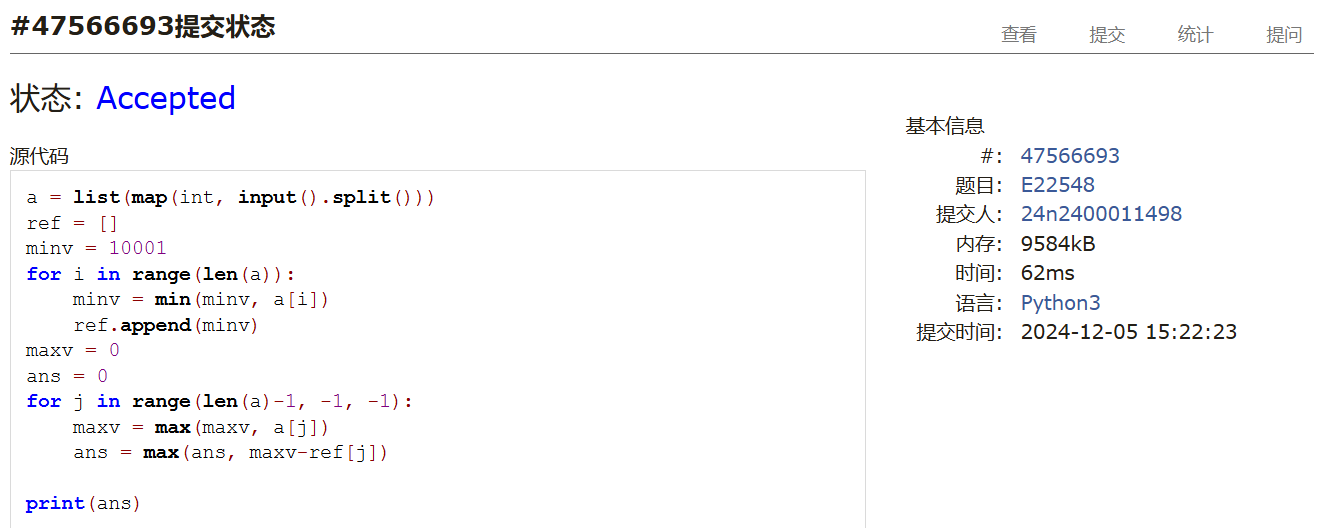 #47566693提交状态
查看 提交 统计 提问
状态: Accepted
源代码
a = list(map(int, input().split()))
ref = []
minv = 10001
for i in range(len(a)):
    minv = min(minv, a[i])
    ref.append(minv)
maxv = 0
ans = 0
for j in range(len(a)-1, -1, -1):
    maxv = max(maxv, a[j])
    ans = max(ans, maxv-ref[j])
print(ans)
基本信息
#: 47566693
题目: E22548
提交人: 24n2400011498
内存: 9584kB
时间: 62ms
语言: Python3
提交时间: 2024-12-05 15:22:23